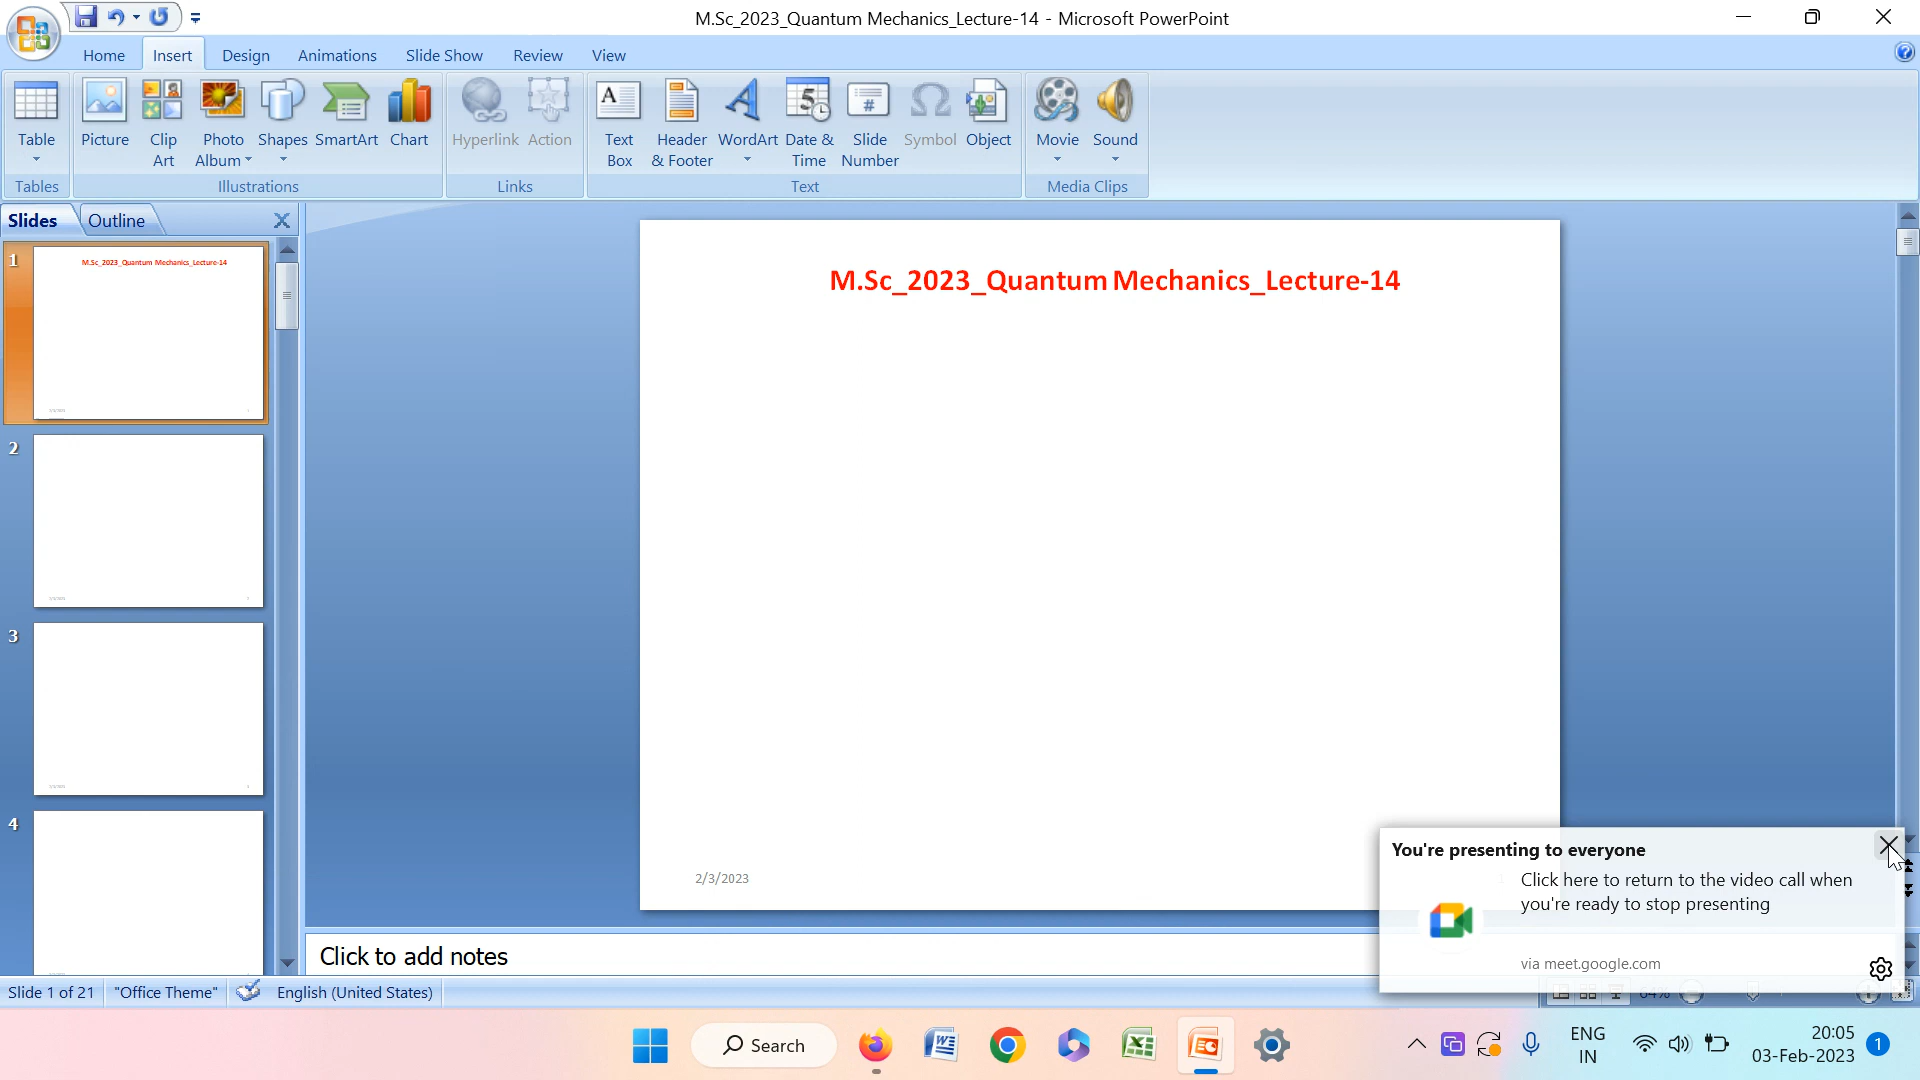 M.Sc_2023_Quantum Mechanics_Lecture-14 - Microsoft PowerPoint
Home Insert Design Animations Slide Show Review View
Table Picture Clip Art Photo Album Shapes SmartArt Chart Hyperlink Action Text Box Header & Footer WordArt Date & Time Slide Number Symbol Object Movie Sound
Tables Illustrations Links Text Media Clips
Slides Outline
1
M.Sc_2023_Quantum Mechanics_Lecture-14
2
3
4
M.Sc_2023_Quantum Mechanics_Lecture-14
2/3/2023
You're presenting to everyone
Click here to return to the video call when
you're ready to stop presenting
via meet.google.com
Click to add notes
Slide 1 of 21 "Office Theme" English (United States) 64%
Search
ENG
IN
20:05
03-Feb-2023
1